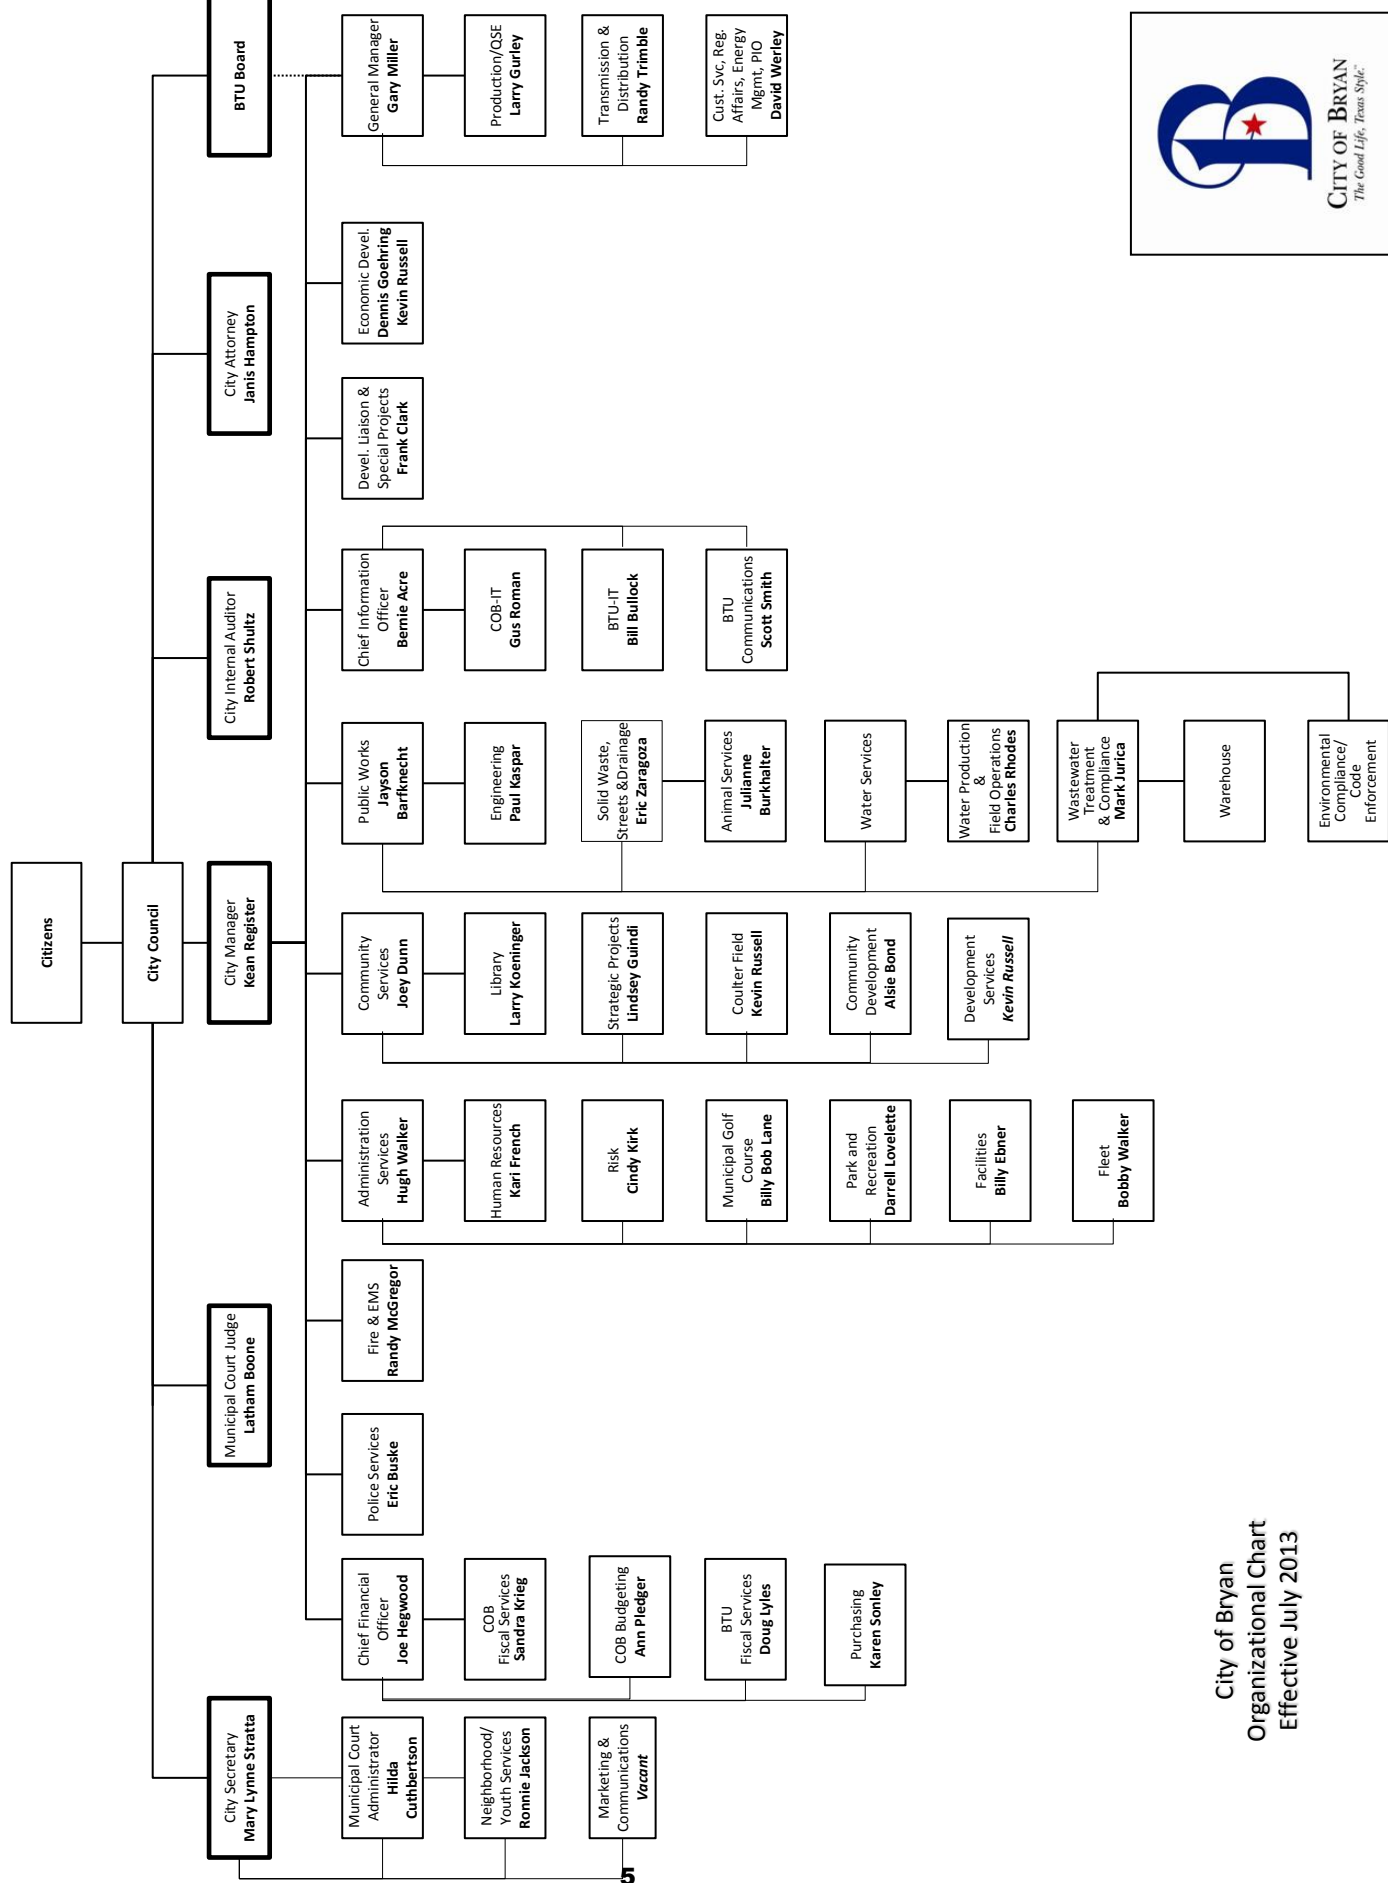 Citizens
City Council
City Secretary
Mary Lynne Stratta
Municipal Court Judge
Latham Boone
City Manager
Kean Register
City Internal Auditor
Robert Shultz
City Attorney
Janis Hampton
BTU Board
Municipal Court
Administrator
Hilda
Cuthbertson
Neighborhood/
Youth Services
Ronnie Jackson
Marketing &
Communications
Vacant
Chief Financial
Officer
Joe Hegwood
COB
Fiscal Services
Sandra Krieg
COB Budgeting
Ann Pledger
BTU
Fiscal Services
Doug Lyles
Purchasing
Karen Sonley
Police Services
Eric Buske
Fire & EMS
Randy McGregor
Administration
Services
Hugh Walker
Human Resources
Kari French
Risk
Cindy Kirk
Municipal Golf
Course
Billy Bob Lane
Park and
Recreation
Darrell Lovelette
Facilities
Billy Ebner
Fleet
Bobby Walker
Community
Services
Joey Dunn
Library
Larry Koeninger
Strategic Projects
Lindsey Guindi
Coulter Field
Kevin Russell
Community
Development
Alsie Bond
Development
Services
Kevin Russell
Public Works
Jayson
Barfknecht
Engineering
Paul Kaspar
Solid Waste,
Streets &Drainage
Eric Zaragoza
Animal Services
Julianne
Burkhalter
Water Services
Water Production
&
Field Operations
Charles Rhodes
Wastewater
Treatment
& Compliance
Mark Jurica
Warehouse
Environmental
Compliance/
Code
Enforcement
Chief Information
Officer
Bernie Acre
COB-IT
Gus Roman
BTU-IT
Bill Bullock
BTU
Communications
Scott Smith
Devel. Liaison &
Special Projects
Frank Clark
Economic Devel.
Dennis Goehring
Kevin Russell
General Manager
Gary Miller
Production/QSE
Larry Gurley
Transmission &
Distribution
Randy Trimble
Cust. Svc, Reg.
Affairs, Energy
Mgmt, PIO
David Werley
City of Bryan
Organizational Chart
Effective July 2013
B
CITY OF BRYAN
The Good Life, Texas Style.™
5